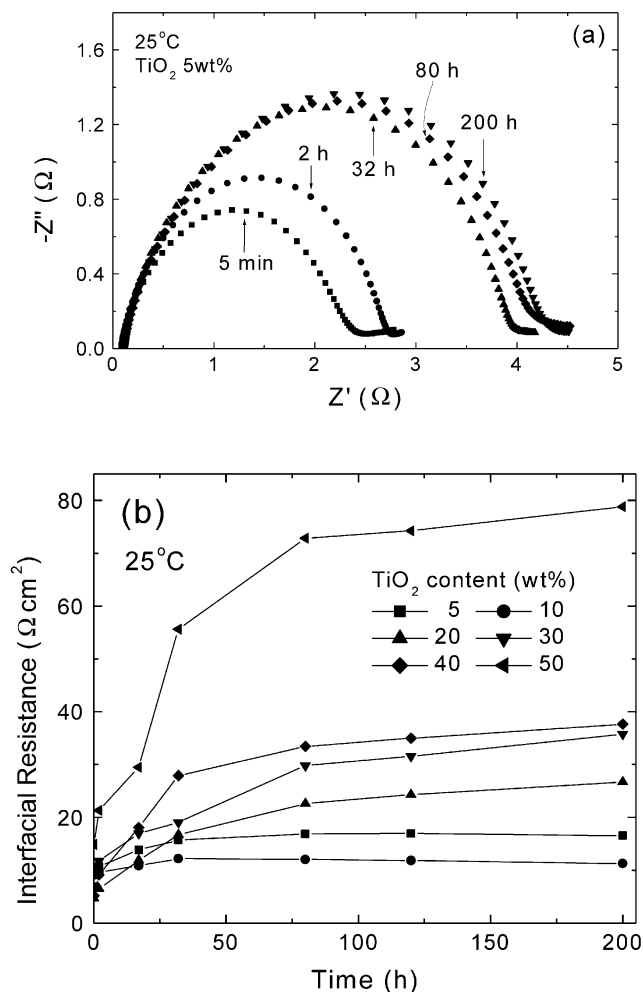 1.8
25°C
TiO₂ 5wt%
(a)
80 h
200 h
32 h
2 h
5 min
1.6
1.2
0.8
0.4
0.0
-Z" (Ω)
0 1 2 3 4 5
Z' (Ω)
(b)
25°C
80
60
40
20
0
Interfacial Resistance (Ω cm²)
TiO₂ content (wt%)
5 10
20 30
40 50
0 50 100 150 200
Time (h)